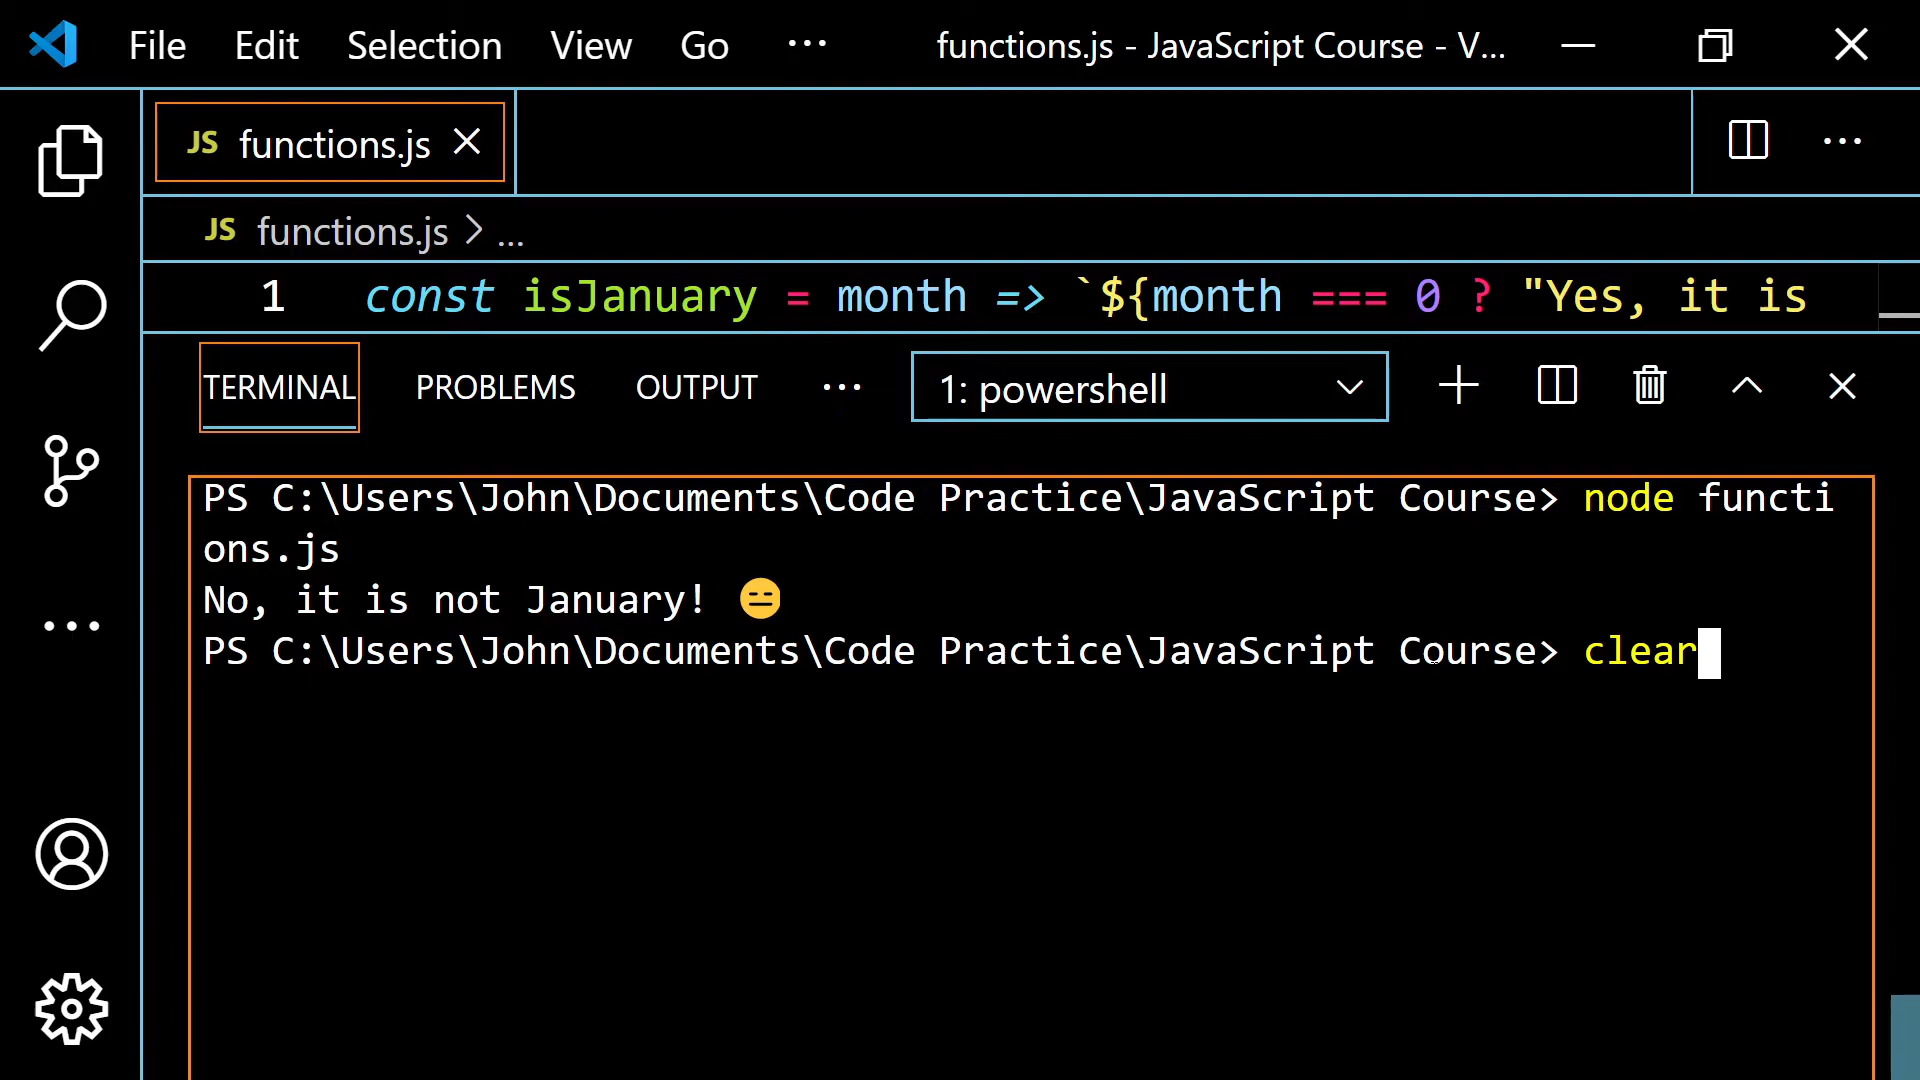 File Edit Selection View Go ··· functions.js - JavaScript Course - V...
JS functions.js
JS functions.js > ...
1 const isJanuary = month => `${month === 0 ? "Yes, it is
TERMINAL PROBLEMS OUTPUT ··· 1: powershell
PS C:\Users\John\Documents\Code Practice\JavaScript Course> node functi
ons.js
No, it is not January! 😑
PS C:\Users\John\Documents\Code Practice\JavaScript Course> clear